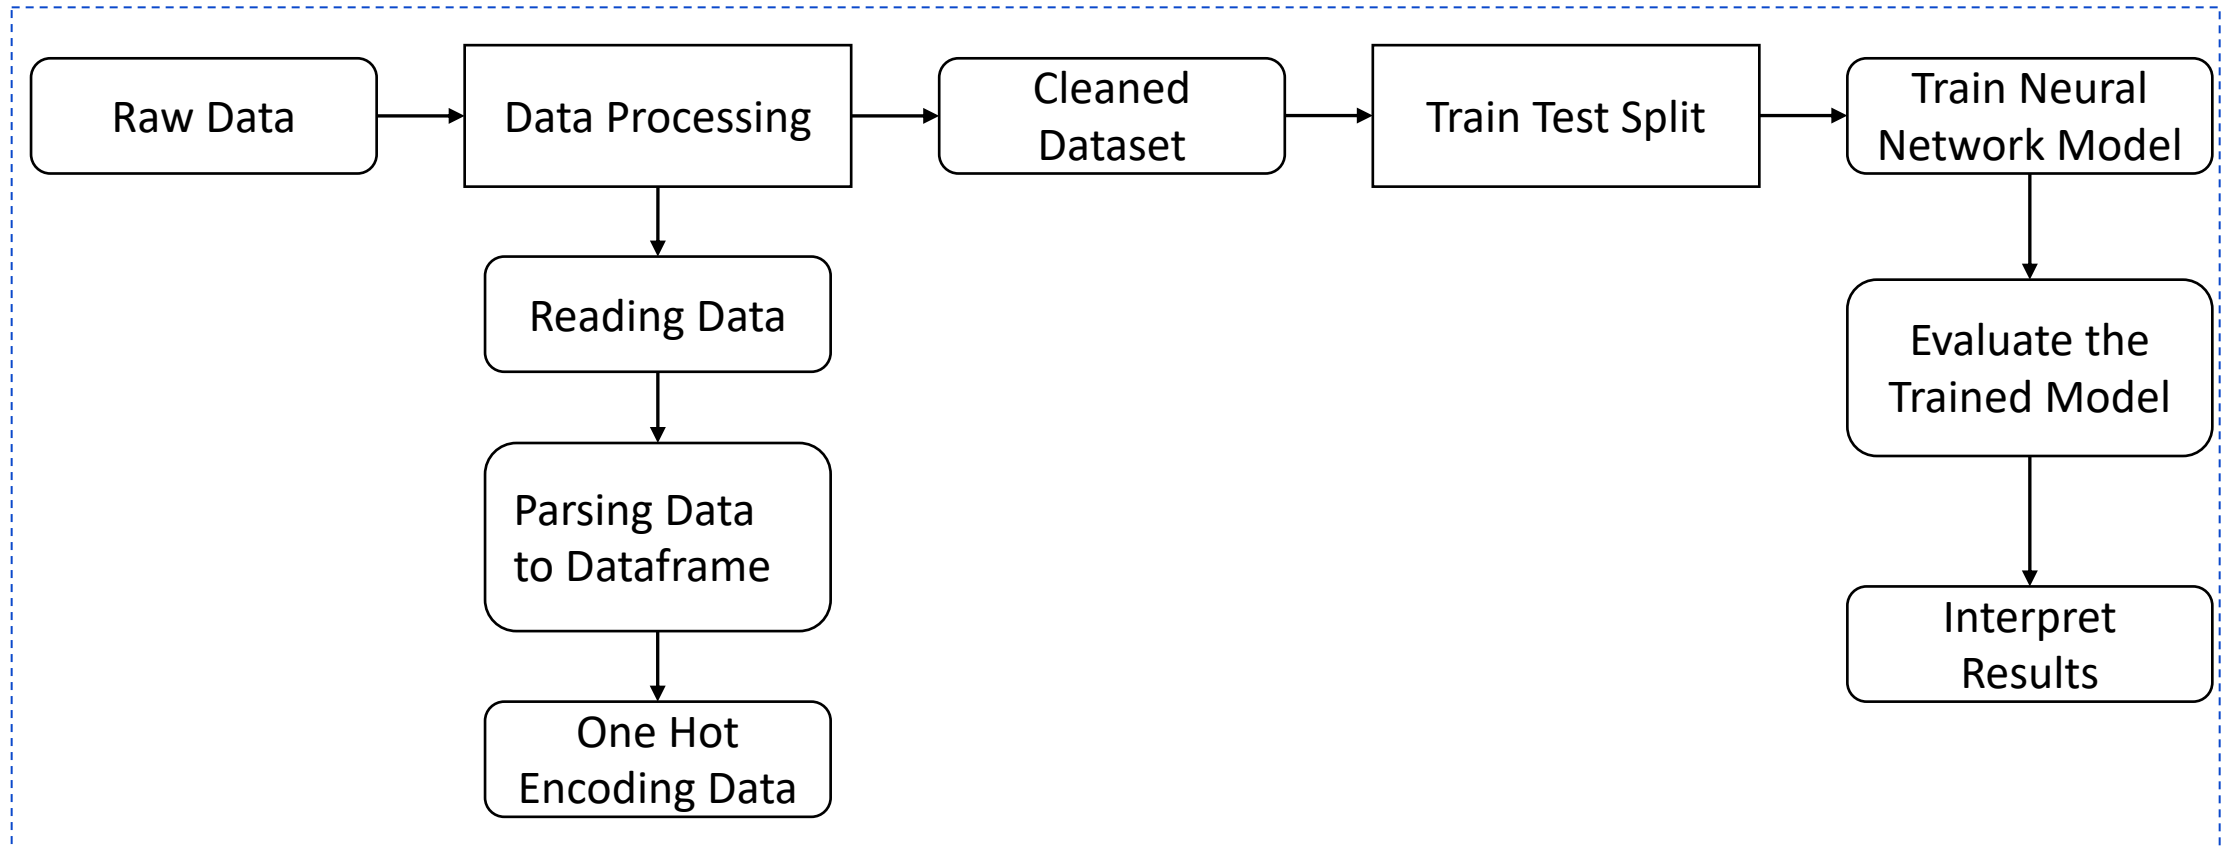 Raw Data
Data Processing
Cleaned
Dataset
Train Test Split
Train Neural
Network Model
Reading Data
Parsing Data
to Dataframe
One Hot
Encoding Data
Evaluate the
Trained Model
Interpret
Results